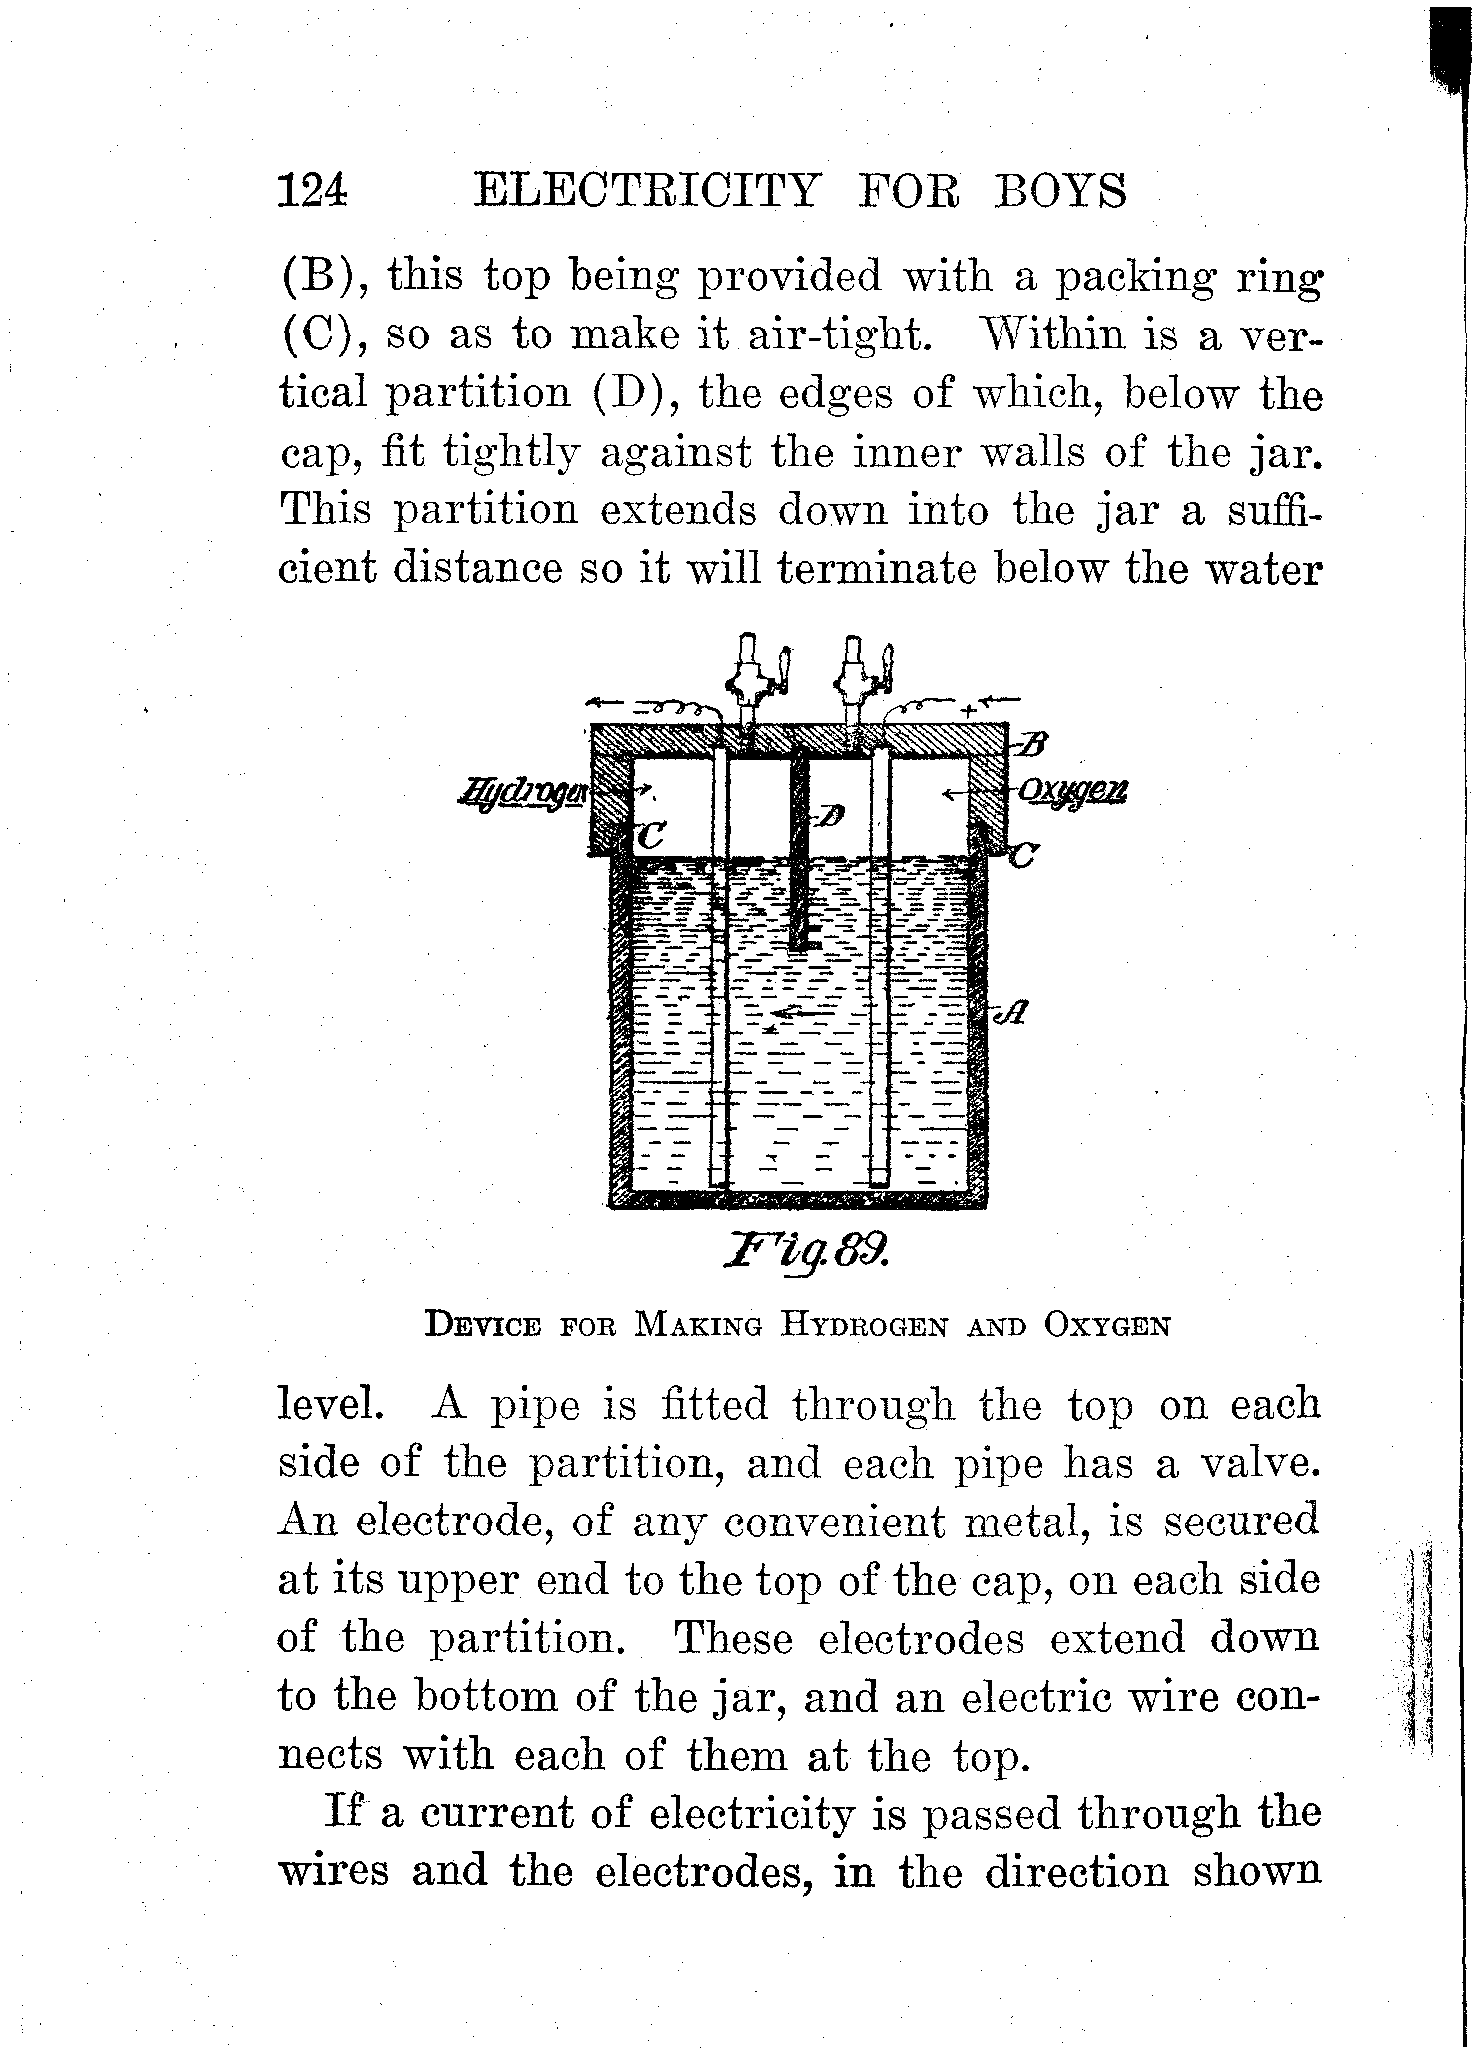 124 ELECTRICITY FOR BOYS
(B), this top being provided with a packing ring
(C), so as to make it air-tight. Within is a ver-
tical partition (D), the edges of which, below the
cap, fit tightly against the inner walls of the jar.
This partition extends down into the jar a suffi-
cient distance so it will terminate below the water
− +
B
Hydrogen Oxygen
D
C
C
A
Fig. 89.
DEVICE FOR MAKING HYDROGEN AND OXYGEN
level. A pipe is fitted through the top on each
side of the partition, and each pipe has a valve.
An electrode, of any convenient metal, is secured
at its upper end to the top of the cap, on each side
of the partition. These electrodes extend down
to the bottom of the jar, and an electric wire con-
nects with each of them at the top.
If a current of electricity is passed through the
wires and the electrodes, in the direction shown